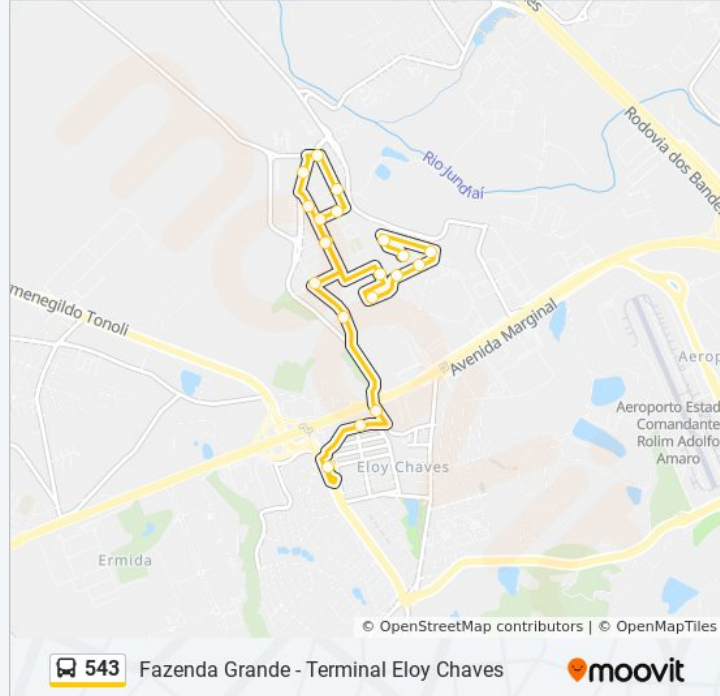 Rodovia dos Bande
Rio Jundiaí
menegildo Tonoli
Avenida Marginal
Aerop
Aeroporto Estad
Comandante
Rolim Adolfo
Amaro
Eloy Chaves
Ermida
© OpenStreetMap contributors | © OpenMapTiles
543 Fazenda Grande - Terminal Eloy Chaves
moovit